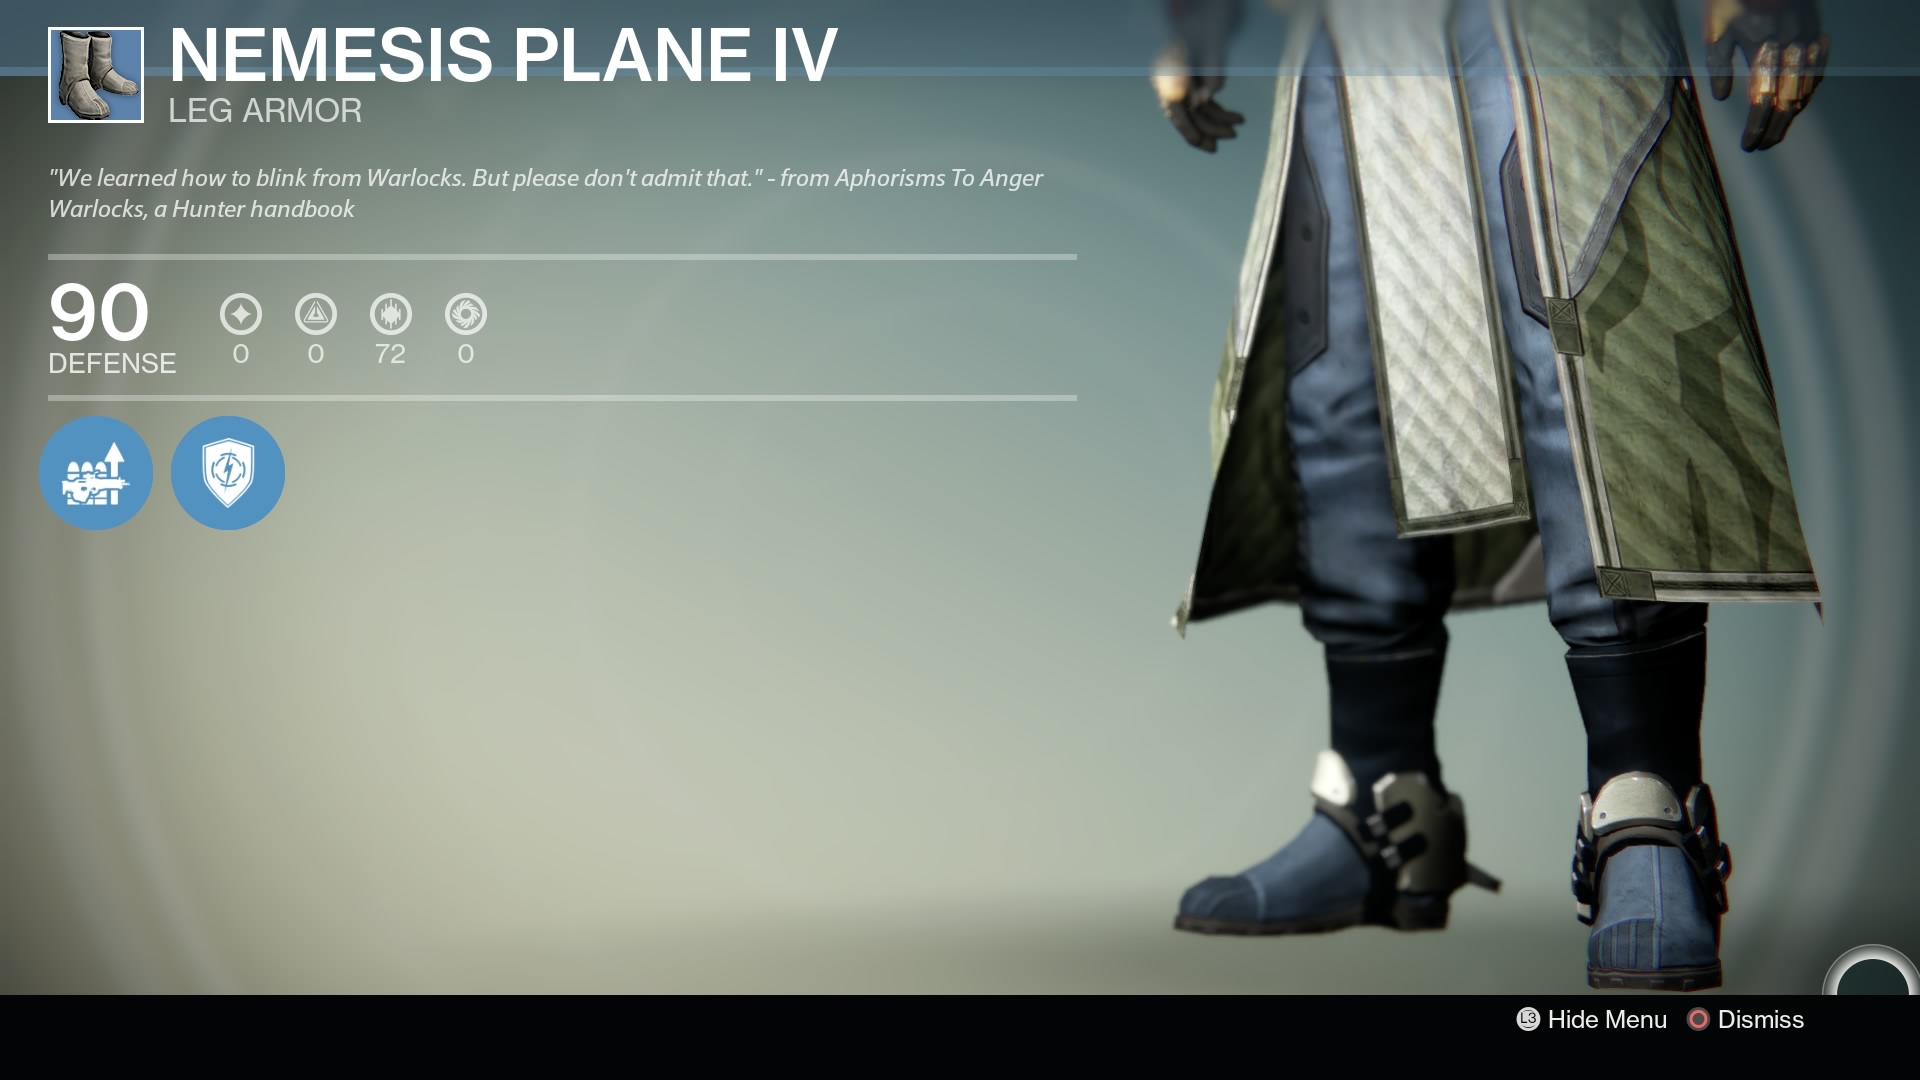 NEMESIS PLANE IV
LEG ARMOR
"We learned how to blink from Warlocks. But please don't admit that." - from Aphorisms To Anger
Warlocks, a Hunter handbook
90
DEFENSE
0 0 72 0
L3 Hide Menu Dismiss